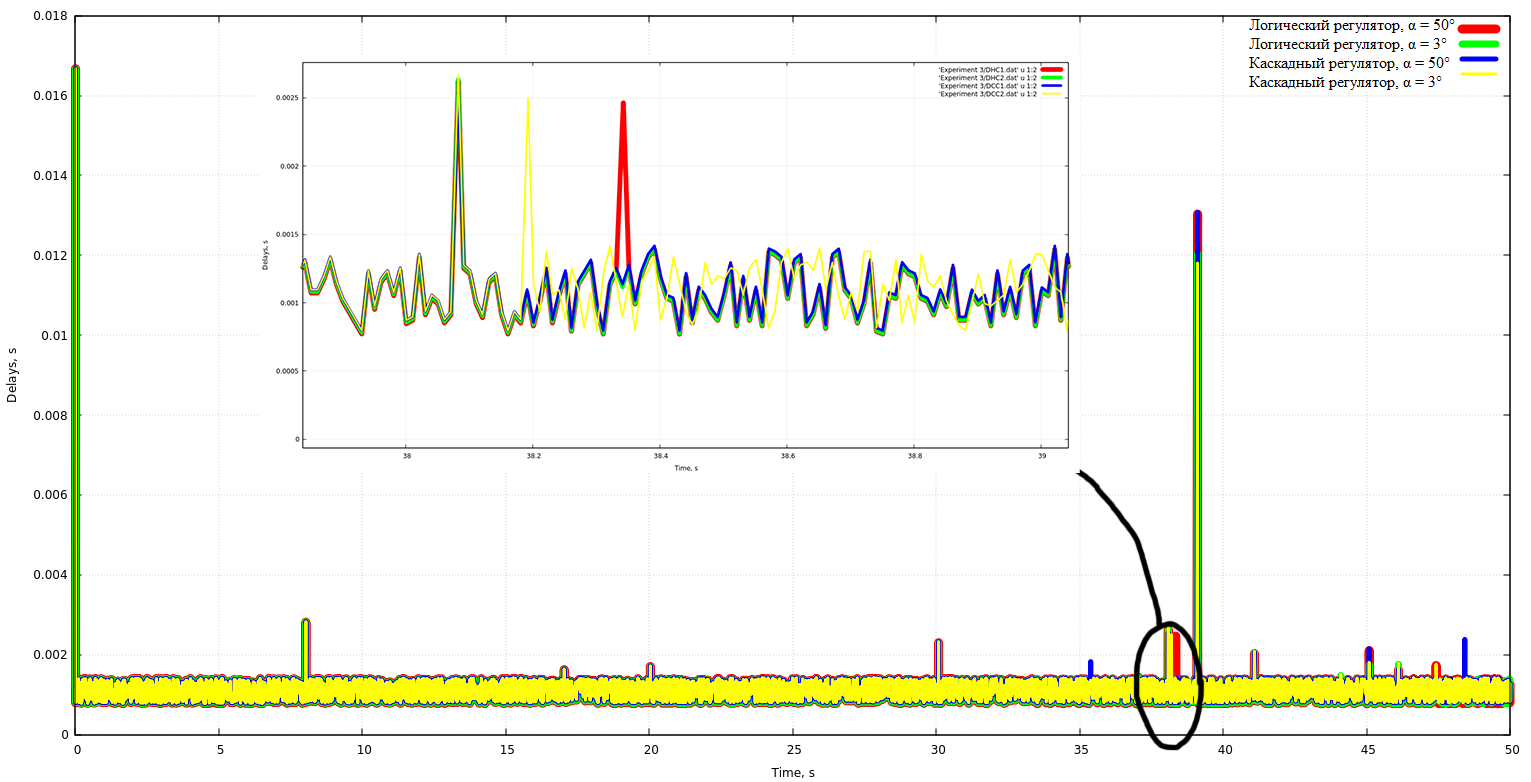 0.018
0.016
0.014
0.012
0.01
0.008
0.006
0.004
0.002
0
Delays, s
Логический регулятор, α = 50°
Логический регулятор, α = 3°
Каскадный регулятор, α = 50°
Каскадный регулятор, α = 3°
'Experiment 3/DHC1.dat' u 1:2
'Experiment 3/DHC2.dat' u 1:2
'Experiment 3/DCC1.dat' u 1:2
'Experiment 3/DCC2.dat' u 1:2
0.0025
0.002
0.0015
0.001
0.0005
0
Delays, s
38 38.2 38.4 38.6 38.8 39
Time, s
0 5 10 15 20 25 30 35 40 45 50
Time, s